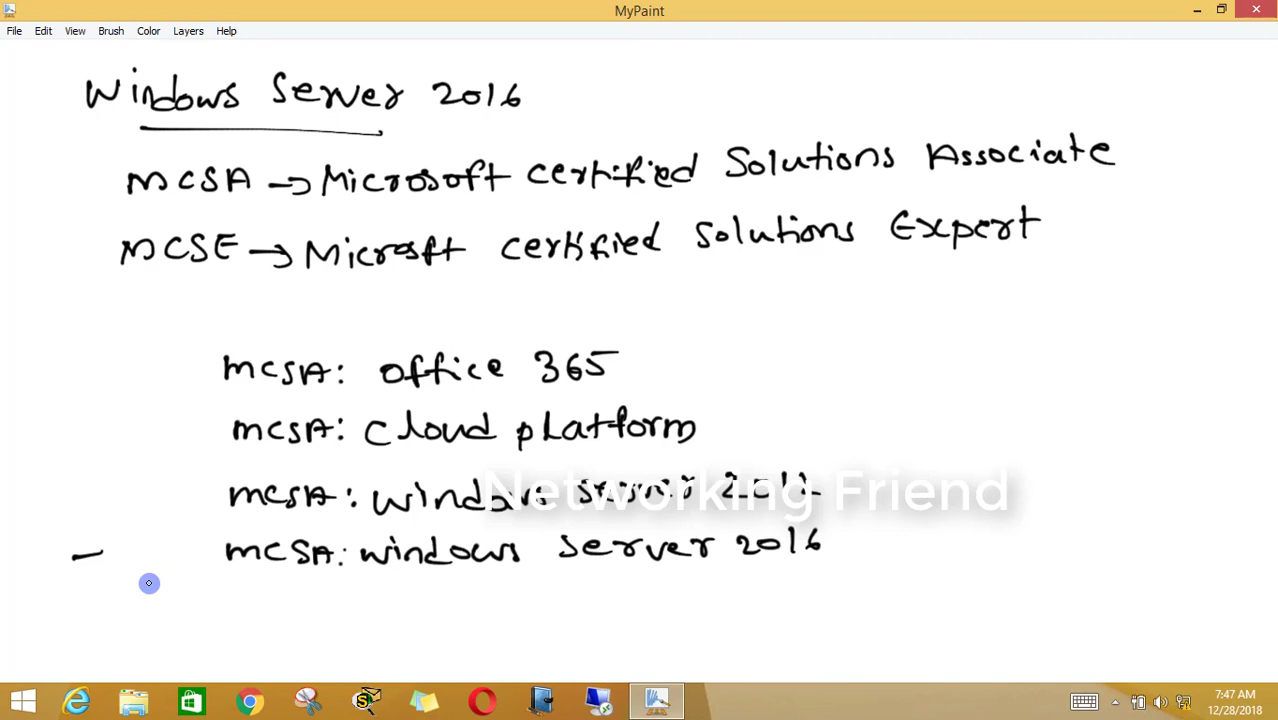 MyPaint
File Edit View Brush Color Layers Help
Windows Server 2016
MCSA → Microsoft certified Solutions Associate
MCSE → Microsft certified Solutions Expert
MCSA: office 365
MCSA: Cloud platform
MCSA: Windows Server
Networking Friend
MCSA: Windows Server 2016
7:47 AM
12/28/2018